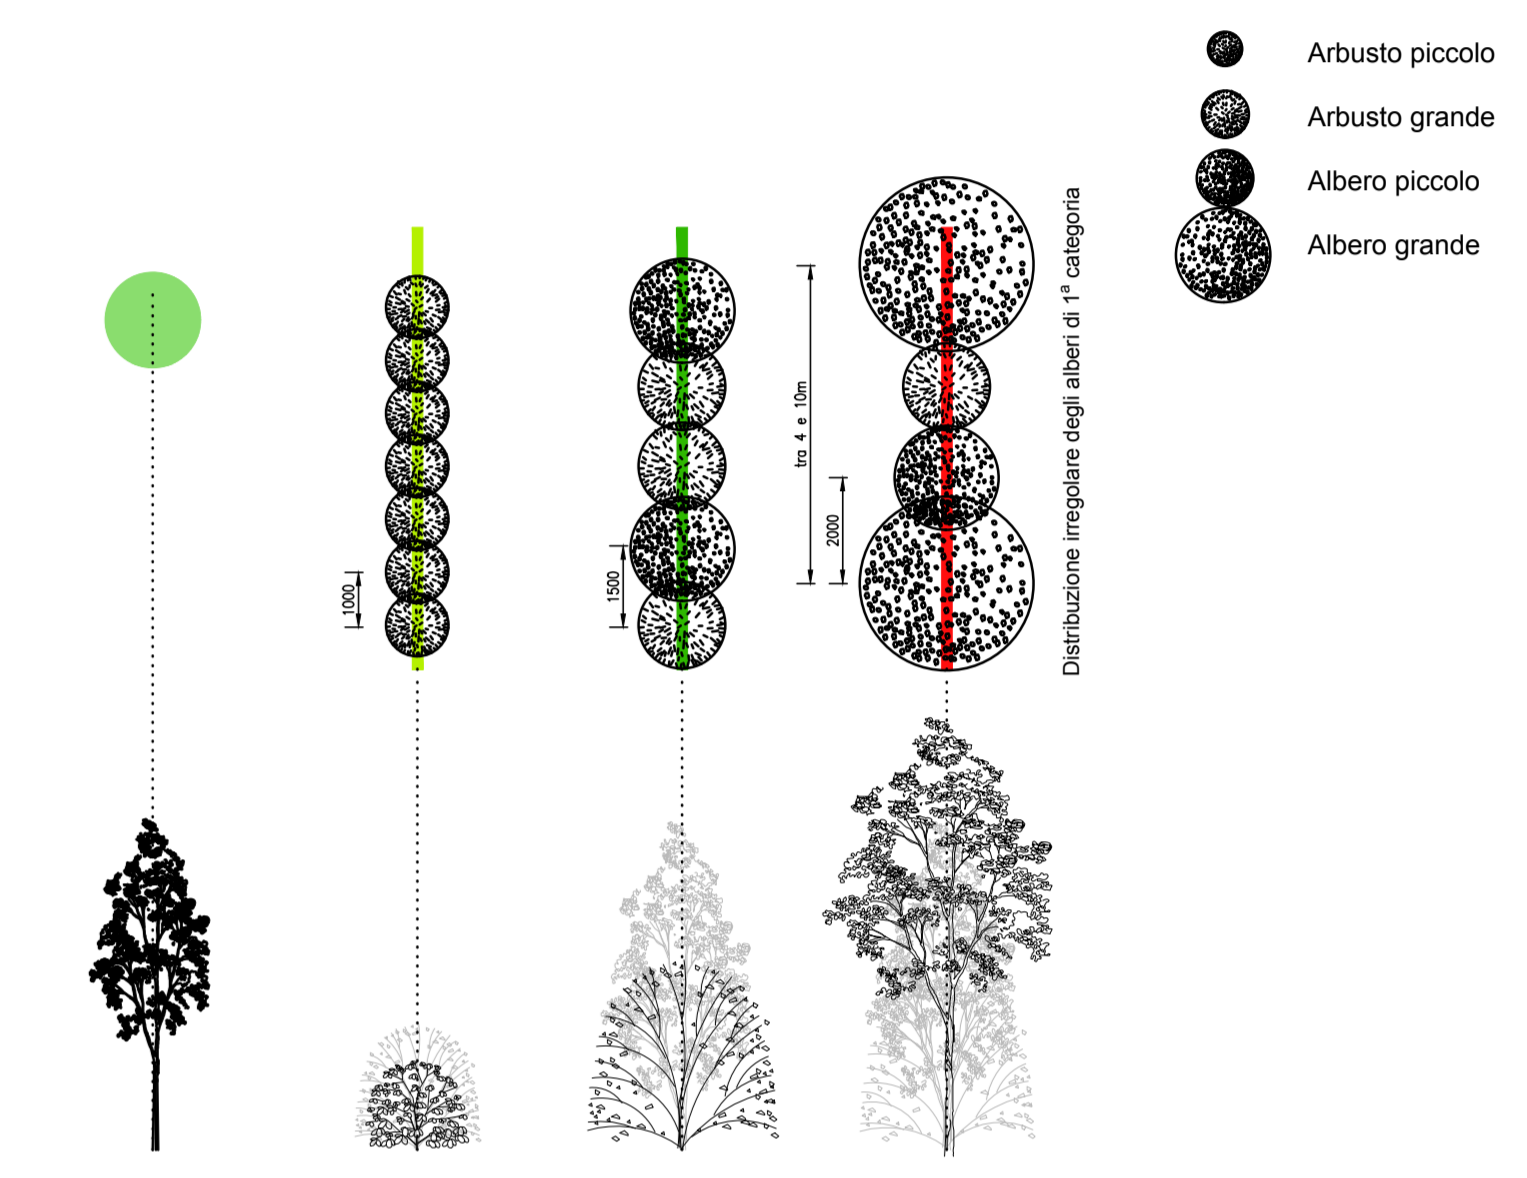 Arbusto piccolo
Arbusto grande
Albero piccolo
Albero grande
1000
1500
tra 4 e 10m
2000
Distribuzione irregolare degli alberi di 1ª categoria